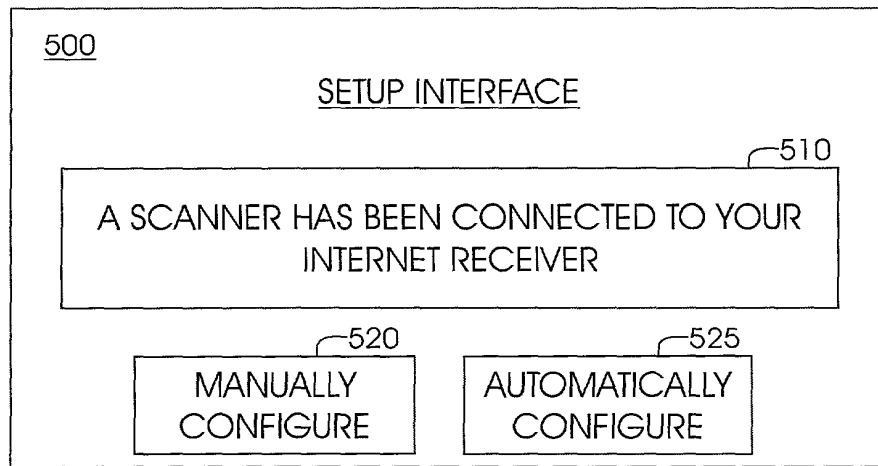 500
SETUP INTERFACE
510
A SCANNER HAS BEEN CONNECTED TO YOUR
INTERNET RECEIVER
520
MANUALLY
CONFIGURE
525
AUTOMATICALLY
CONFIGURE